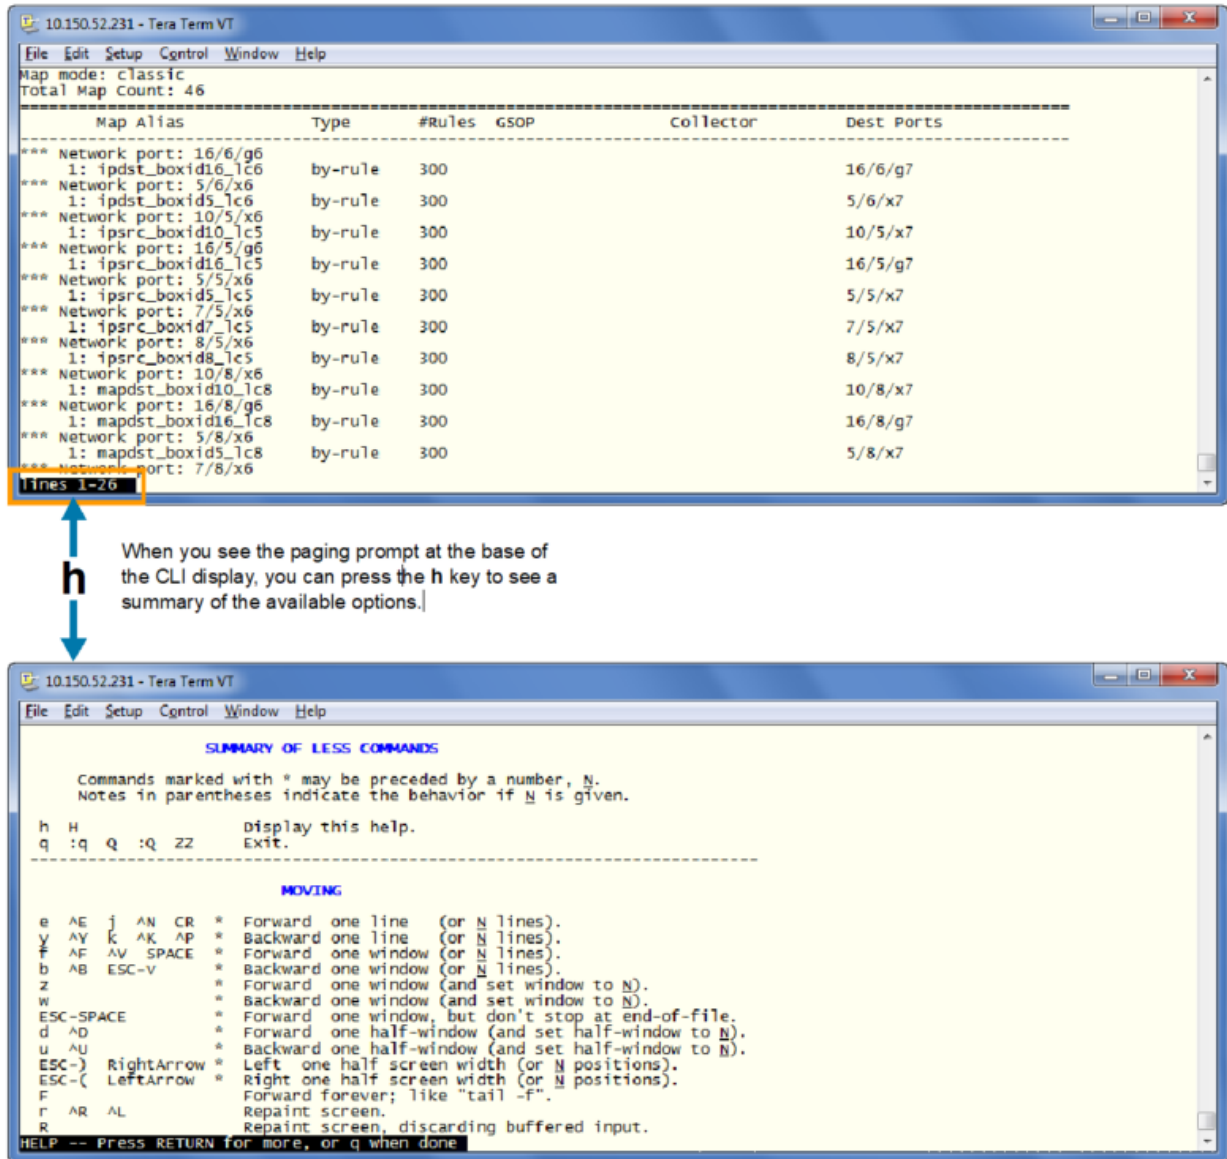 10.150.52.231 - Tera Term VT
File Edit Setup Control Window Help
Map mode: classic
Total Map Count: 46
Map Alias Type #Rules GSOP Collector Dest Ports
*** Network port: 16/6/g6
1: ipdst_boxid16_lc6 by-rule 300 16/6/g7
*** Network port: 5/6/x6
1: ipdst_boxid5_lc6 by-rule 300 5/6/x7
*** Network port: 10/5/x6
1: ipsrc_boxid10_lc5 by-rule 300 10/5/x7
*** Network port: 16/5/g6
1: ipsrc_boxid16_lc5 by-rule 300 16/5/g7
*** Network port: 5/5/x6
1: ipsrc_boxid5_lc5 by-rule 300 5/5/x7
*** Network port: 7/5/x6
1: ipsrc_boxid7_lc5 by-rule 300 7/5/x7
*** Network port: 8/5/x6
1: ipsrc_boxid8_lc5 by-rule 300 8/5/x7
*** Network port: 10/8/x6
1: mapdst_boxid10_lc8 by-rule 300 10/8/x7
*** Network port: 16/8/g6
1: mapdst_boxid16_lc8 by-rule 300 16/8/g7
*** Network port: 5/8/x6
1: mapdst_boxid5_lc8 by-rule 300 5/8/x7
*** Network port: 7/8/x6
lines 1-26
h
When you see the paging prompt at the base of
the CLI display, you can press the h key to see a
summary of the available options.
10.150.52.231 - Tera Term VT
File Edit Setup Control Window Help
SUMMARY OF LESS COMMANDS
Commands marked with * may be preceded by a number, N.
Notes in parentheses indicate the behavior if N is given.
h H Display this help.
q :q Q :Q ZZ Exit.
MOVING
e ^E j ^N CR * Forward one line (or N lines).
y ^Y k ^K ^P * Backward one line (or N lines).
f ^F ^V SPACE * Forward one window (or N lines).
b ^B ESC-v * Backward one window (or N lines).
z * Forward one window (and set window to N).
w * Backward one window (and set window to N).
ESC-SPACE * Forward one window, but don't stop at end-of-file.
d ^D * Forward one half-window (and set half-window to N).
u ^U * Backward one half-window (and set half-window to N).
ESC-) RightArrow * Left one half screen width (or N positions).
ESC-( LeftArrow * Right one half screen width (or N positions).
F Forward forever; like "tail -f".
r ^R ^L Repaint screen.
R Repaint screen, discarding buffered input.
HELP -- Press RETURN for more, or q when done